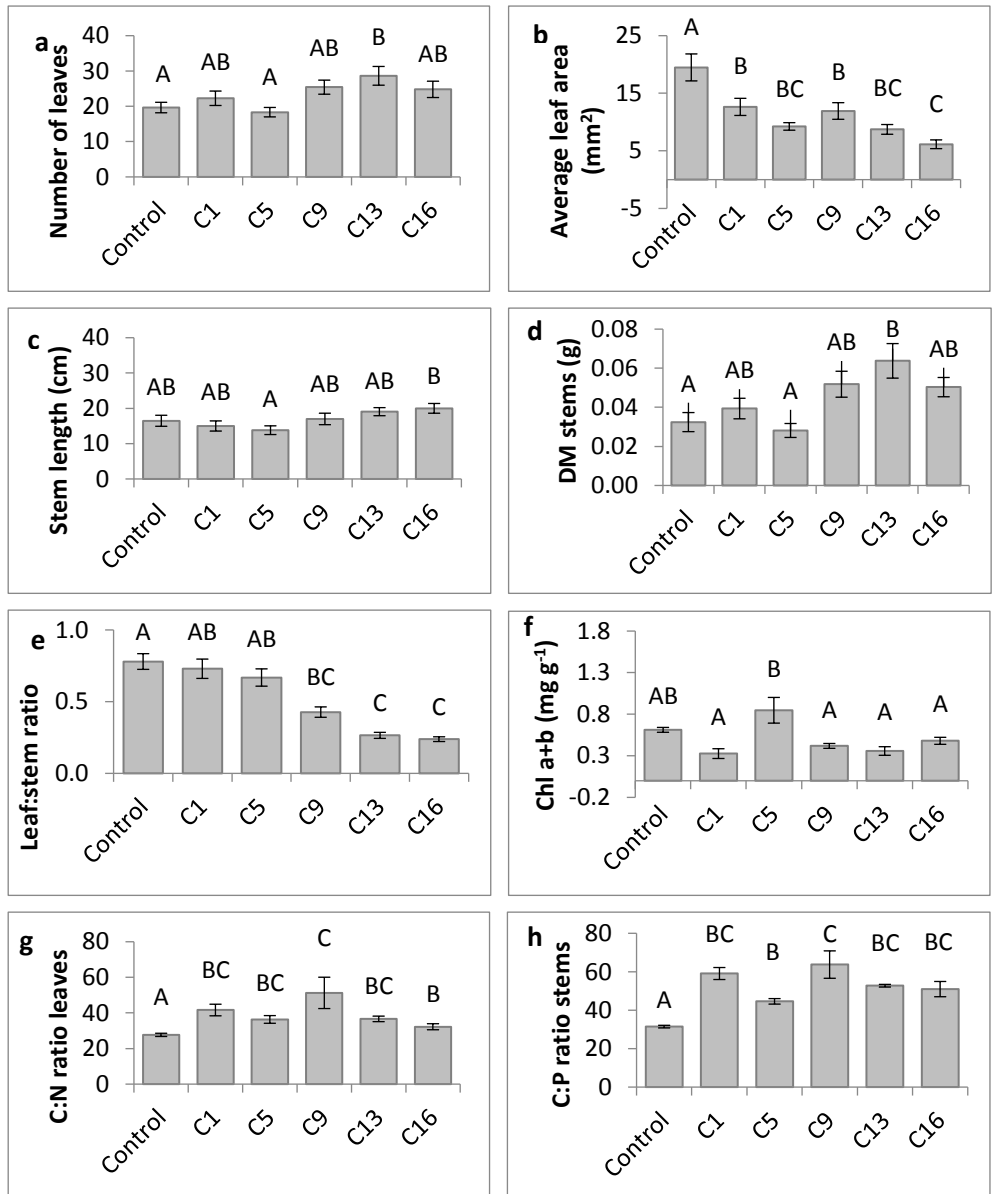 a
Number of leaves
40
30
20
10
0
A AB A AB B AB
Control C1 C5 C9 C13 C16
b
Average leaf area
(mm²)
25
15
5
-5
A B BC B BC C
Control C1 C5 C9 C13 C16
c
Stem length (cm)
40
30
20
10
0
AB AB A AB AB B
Control C1 C5 C9 C13 C16
d
DM stems (g)
0.08
0.06
0.04
0.02
0.00
A AB A AB B AB
Control C1 C5 C9 C13 C16
e
Leaf:stem ratio
1.0
0.5
0.0
A AB AB BC C C
Control C1 C5 C9 C13 C16
f
Chl a+b (mg g⁻¹)
1.8
1.3
0.8
0.3
-0.2
AB A B A A A
Control C1 C5 C9 C13 C16
g
C:N ratio leaves
80
60
40
20
0
A BC BC C BC B
Control C1 C5 C9 C13 C16
h
C:P ratio stems
80
60
40
20
0
A BC B C BC BC
Control C1 C5 C9 C13 C16